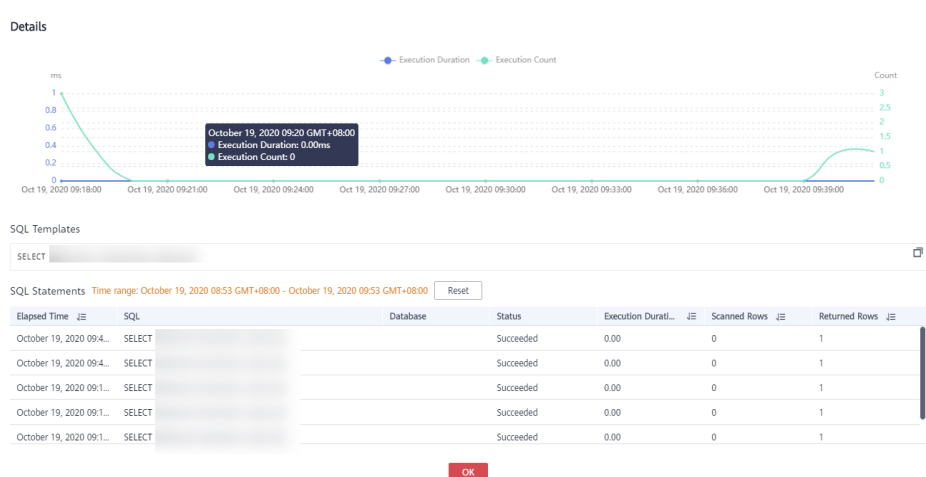 Details
Execution Duration Execution Count
ms Count
1 3
0.8 2.5
0.6 2
October 19, 2020 09:20 GMT+08:00
Execution Duration: 0.00ms
Execution Count: 0
0.4 1.5
1
0.2 0.5
0 0
Oct 19, 2020 09:18:00 Oct 19, 2020 09:21:00 Oct 19, 2020 09:24:00 Oct 19, 2020 09:27:00 Oct 19, 2020 09:30:00 Oct 19, 2020 09:33:00 Oct 19, 2020 09:36:00 Oct 19, 2020 09:39:00
SQL Templates
SELECT
SQL Statements Time range: October 19, 2020 08:53 GMT+08:00 - October 19, 2020 09:53 GMT+08:00 Reset
Elapsed Time SQL Database Status Execution Durati... Scanned Rows Returned Rows
October 19, 2020 09:4... SELECT Succeeded 0.00 0 1
October 19, 2020 09:4... SELECT Succeeded 0.00 0 1
October 19, 2020 09:1... SELECT Succeeded 0.00 0 1
October 19, 2020 09:1... SELECT Succeeded 0.00 0 1
October 19, 2020 09:1... SELECT Succeeded 0.00 0 1
OK